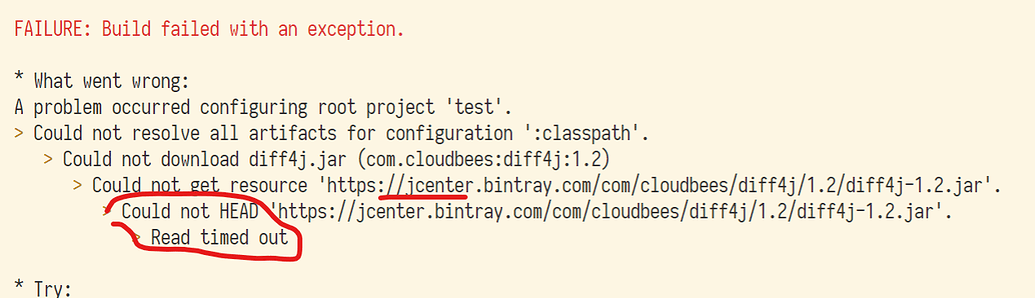 FAILURE: Build failed with an exception.
* What went wrong:
A problem occurred configuring root project 'test'.
> Could not resolve all artifacts for configuration ':classpath'.
> Could not download diff4j.jar (com.cloudbees:diff4j:1.2)
> Could not get resource 'https://jcenter.bintray.com/com/cloudbees/diff4j/1.2/diff4j-1.2.jar'.
> Could not HEAD 'https://jcenter.bintray.com/com/cloudbees/diff4j/1.2/diff4j-1.2.jar'.
> Read timed out
* Try: